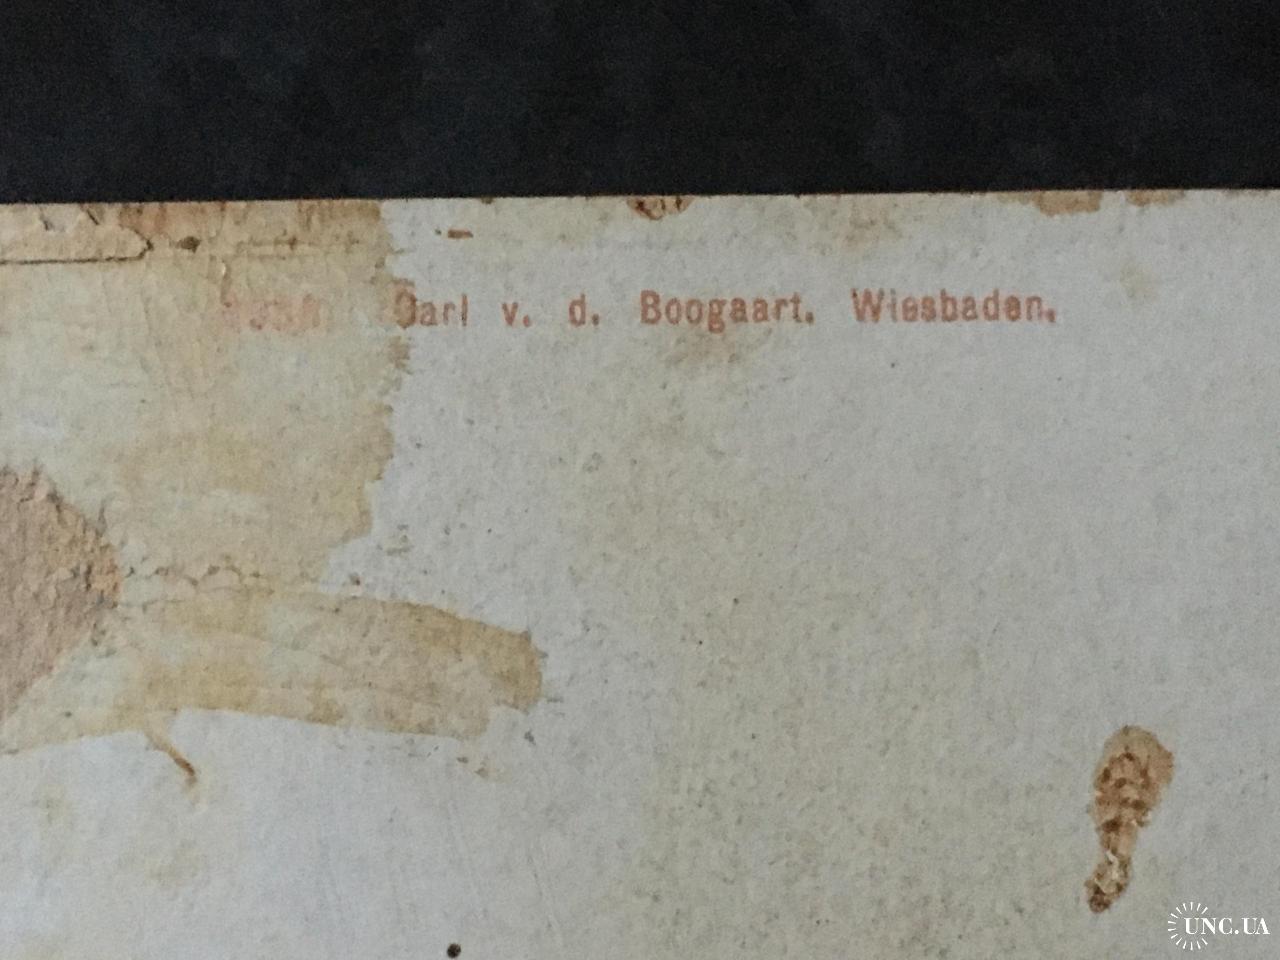 Carl v. d. Boogaart. Wiesbaden.
UNC.UA